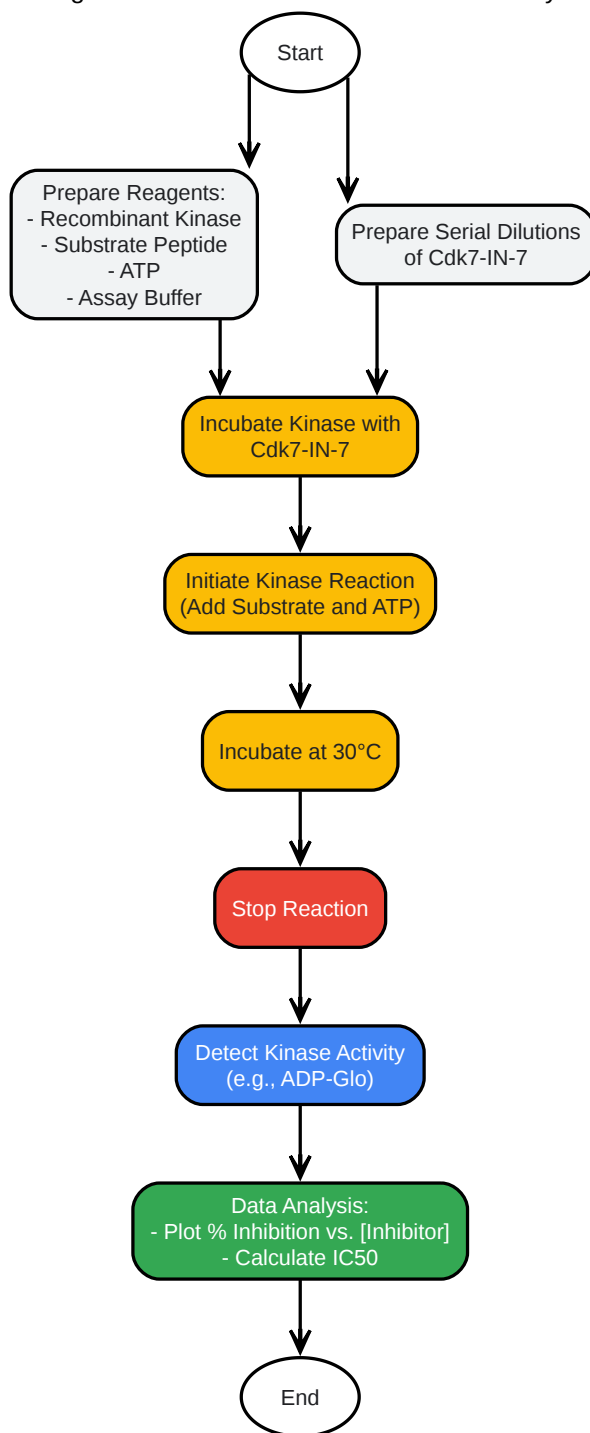 Start
Prepare Reagents:
- Recombinant Kinase
- Substrate Peptide
- ATP
- Assay Buffer
Prepare Serial Dilutions
of Cdk7-IN-7
Incubate Kinase with
Cdk7-IN-7
Initiate Kinase Reaction
(Add Substrate and ATP)
Incubate at 30°C
Stop Reaction
Detect Kinase Activity
(e.g., ADP-Glo)
Data Analysis:
- Plot % Inhibition vs. [Inhibitor]
- Calculate IC50
End